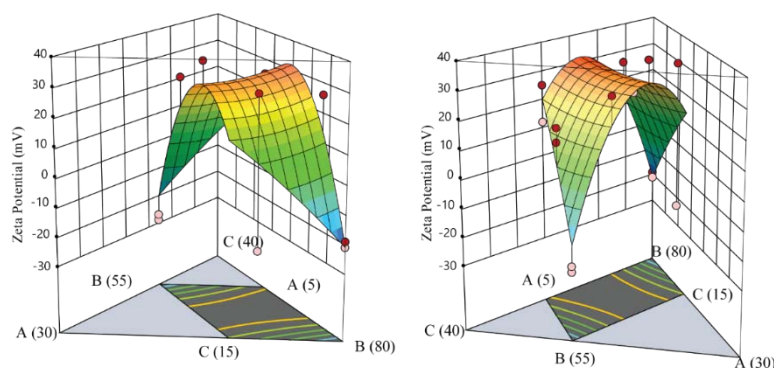 40
30
20
10
0
-10
-20
-30
Zeta Potential (mV)
C (40)
B (55)
A (5)
A (30)
C (15)
B (80)
40
30
20
10
0
-10
-20
-30
Zeta Potential (mV)
B (80)
A (5)
C (15)
C (40)
B (55)
A (30)